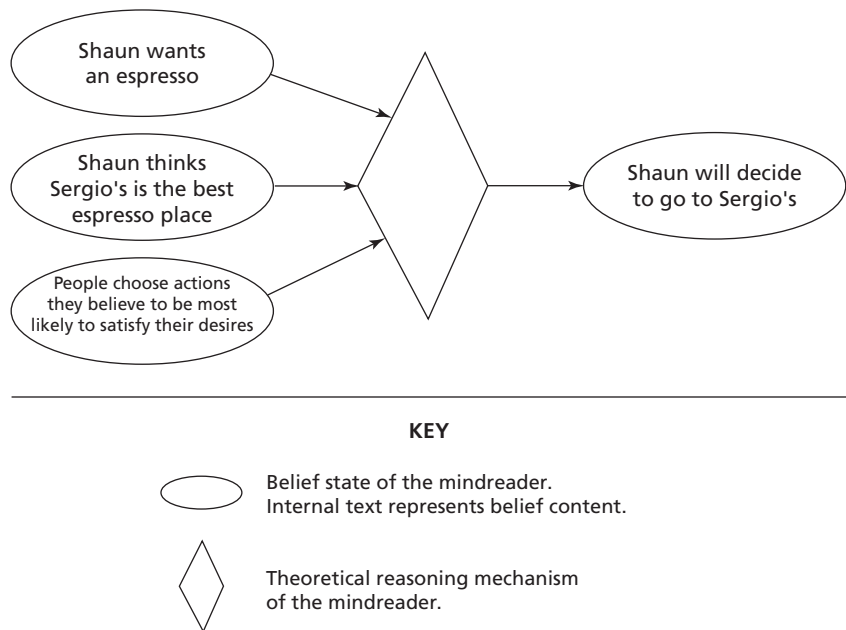 Shaun wants
an espresso
Shaun thinks
Sergio's is the best
espresso place
People choose actions
they believe to be most
likely to satisfy their desires
Shaun will decide
to go to Sergio's
KEY
Belief state of the mindreader.
Internal text represents belief content.
Theoretical reasoning mechanism
of the mindreader.